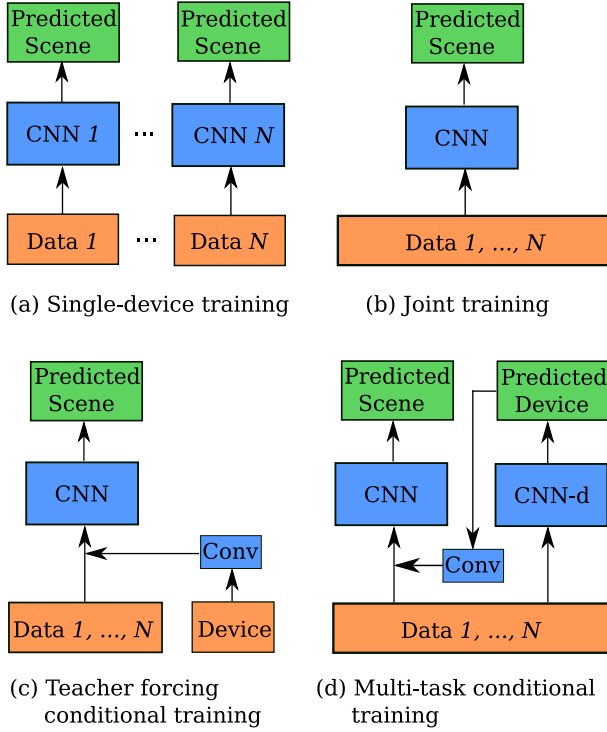 Predicted
Scene
Predicted
Scene
CNN 1
...
CNN N
Data 1
...
Data N
(a) Single-device training
Predicted
Scene
CNN
Data 1, ..., N
(b) Joint training
Predicted
Scene
CNN
Conv
Data 1, ..., N
Device
(c) Teacher forcing
conditional training
Predicted
Scene
Predicted
Device
CNN
CNN-d
Conv
Data 1, ..., N
(d) Multi-task conditional
training